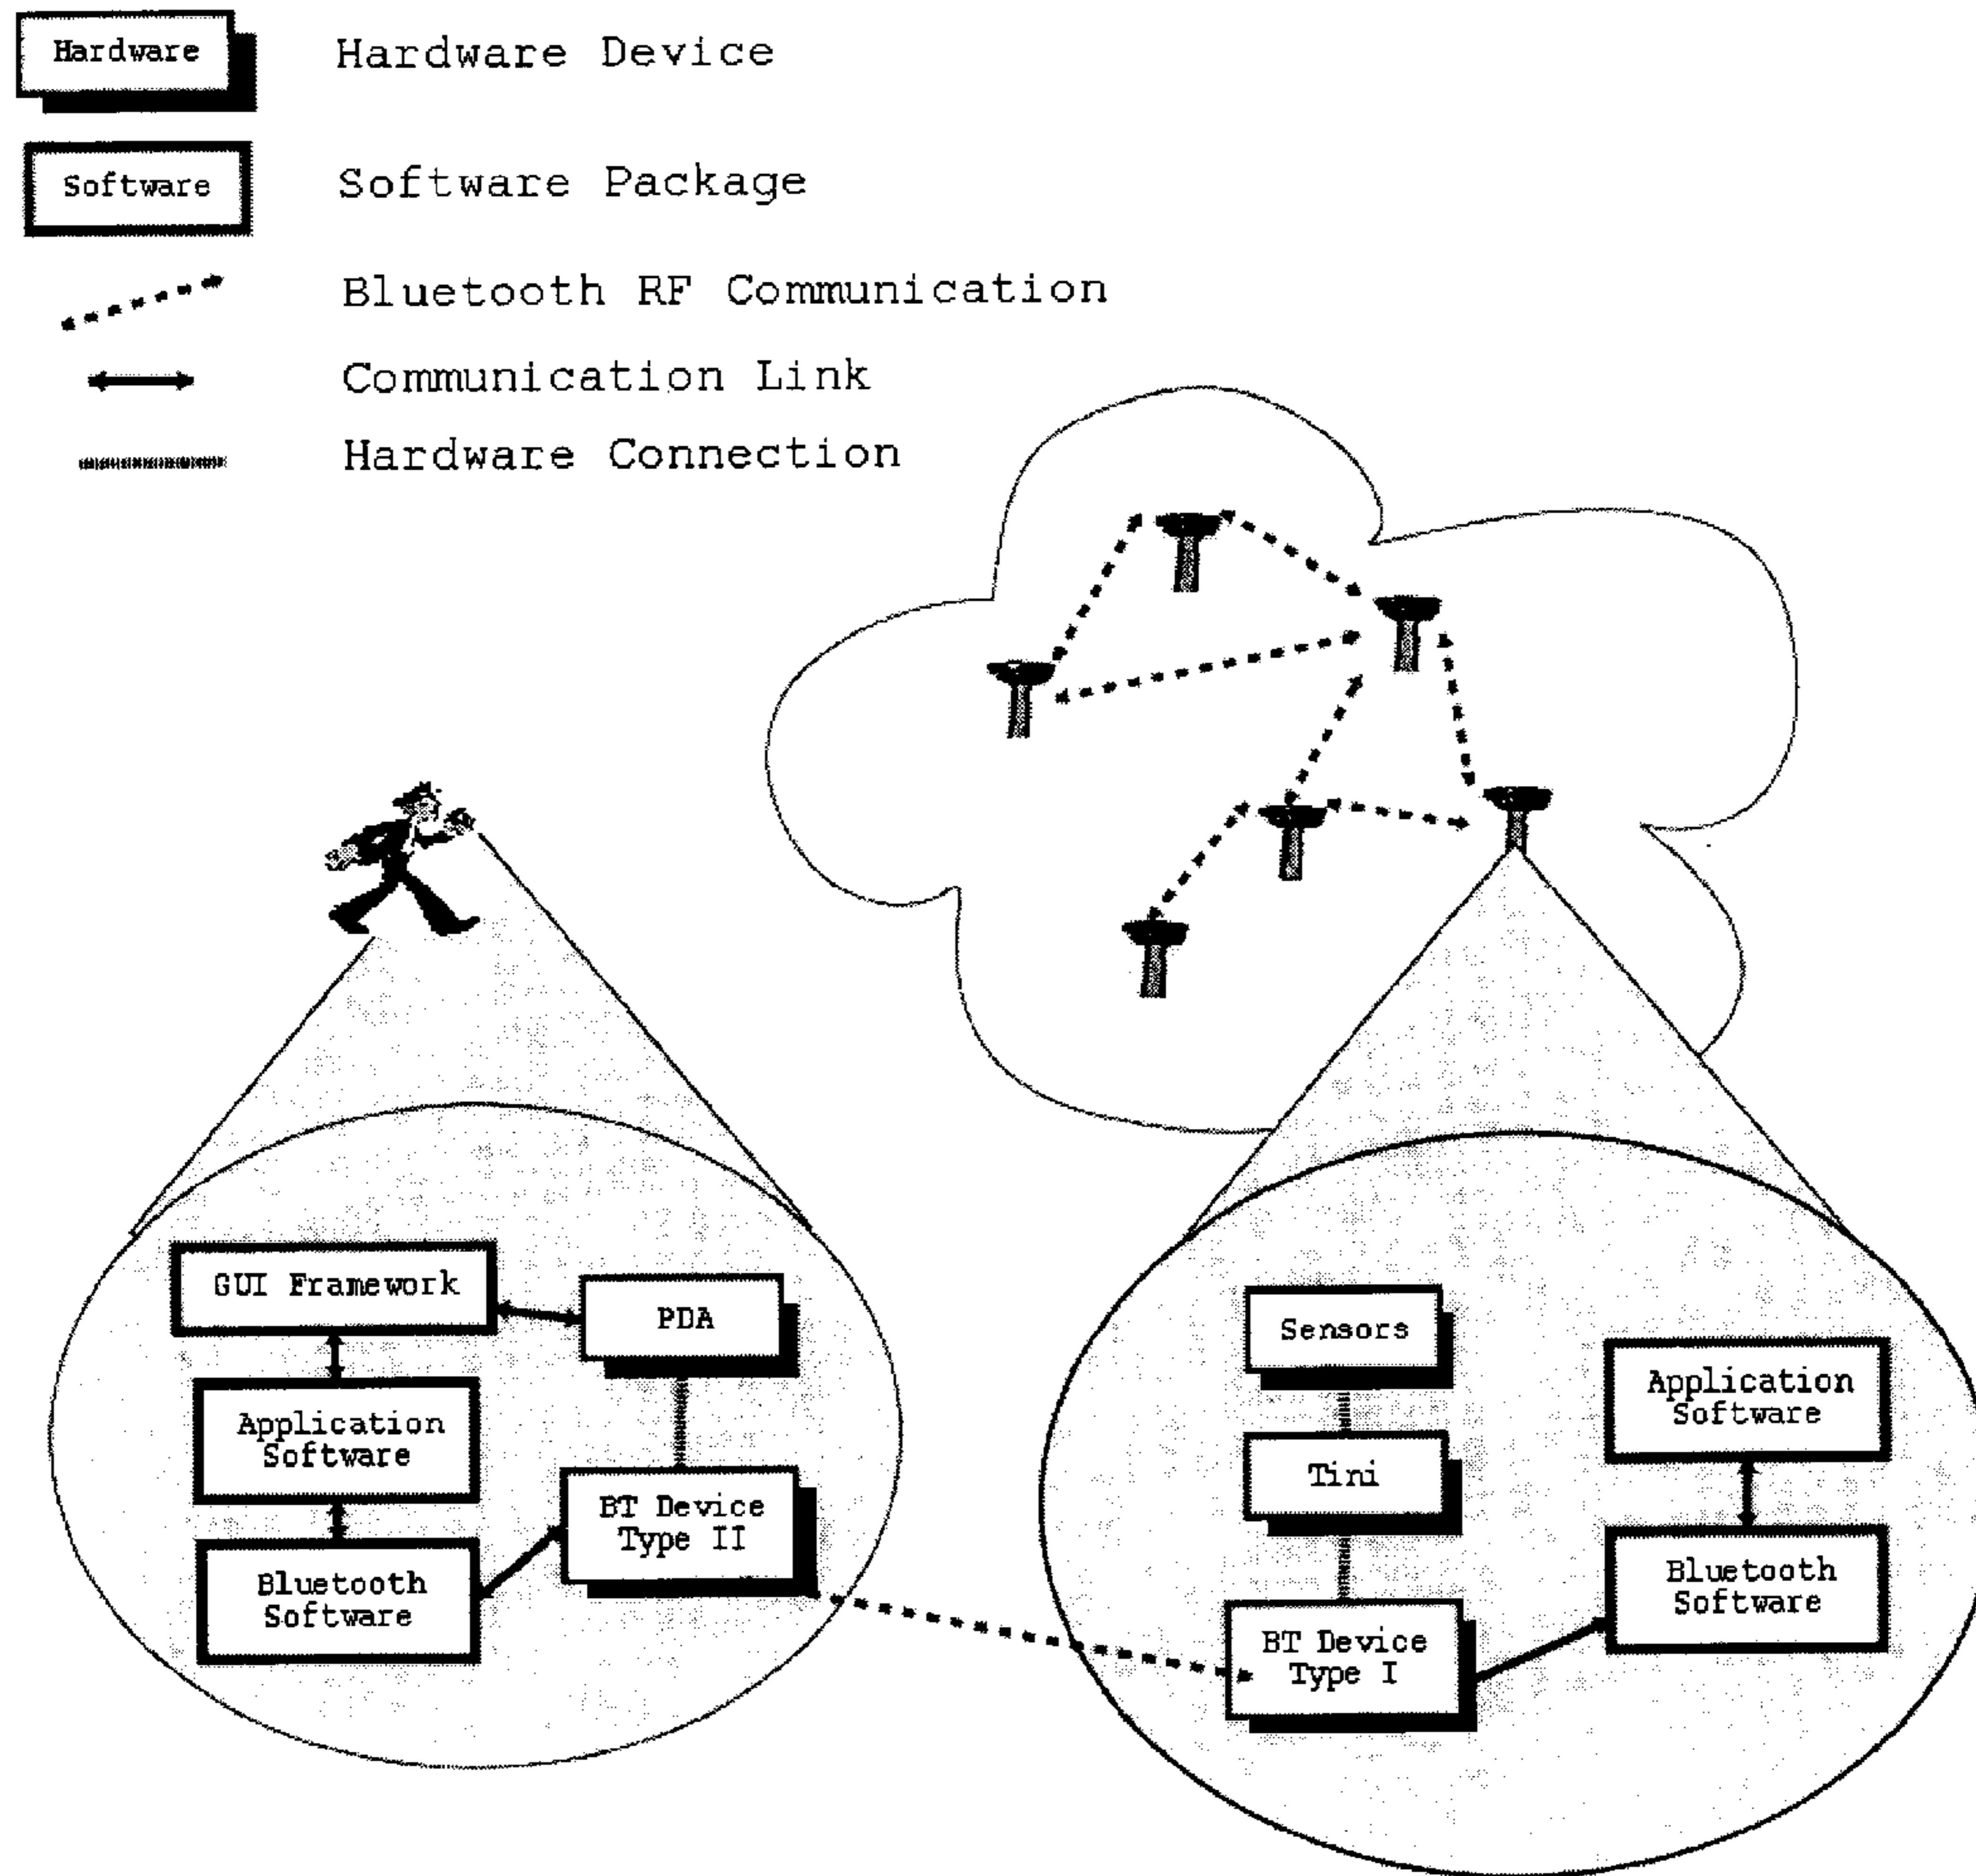 Hardware
Hardware Device
Software
Software Package
Bluetooth RF Communication
Communication Link
Hardware Connection
GUI Framework
PDA
Application
Software
BT Device
Type II
Bluetooth
Software
Sensors
Application
Software
Tini
Bluetooth
Software
BT Device
Type I